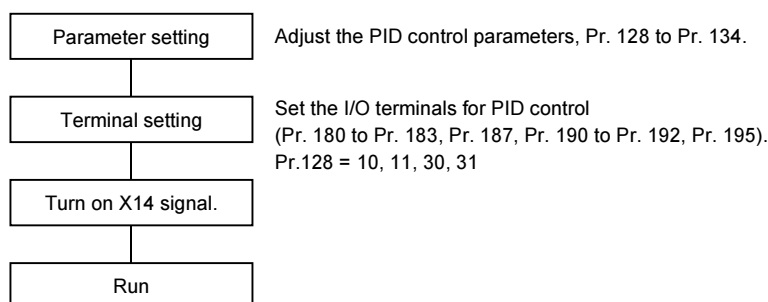 Parameter setting
Adjust the PID control parameters, Pr. 128 to Pr. 134.
Terminal setting
Set the I/O terminals for PID control
(Pr. 180 to Pr. 183, Pr. 187, Pr. 190 to Pr. 192, Pr. 195).
Pr.128 = 10, 11, 30, 31
Turn on X14 signal.
Run